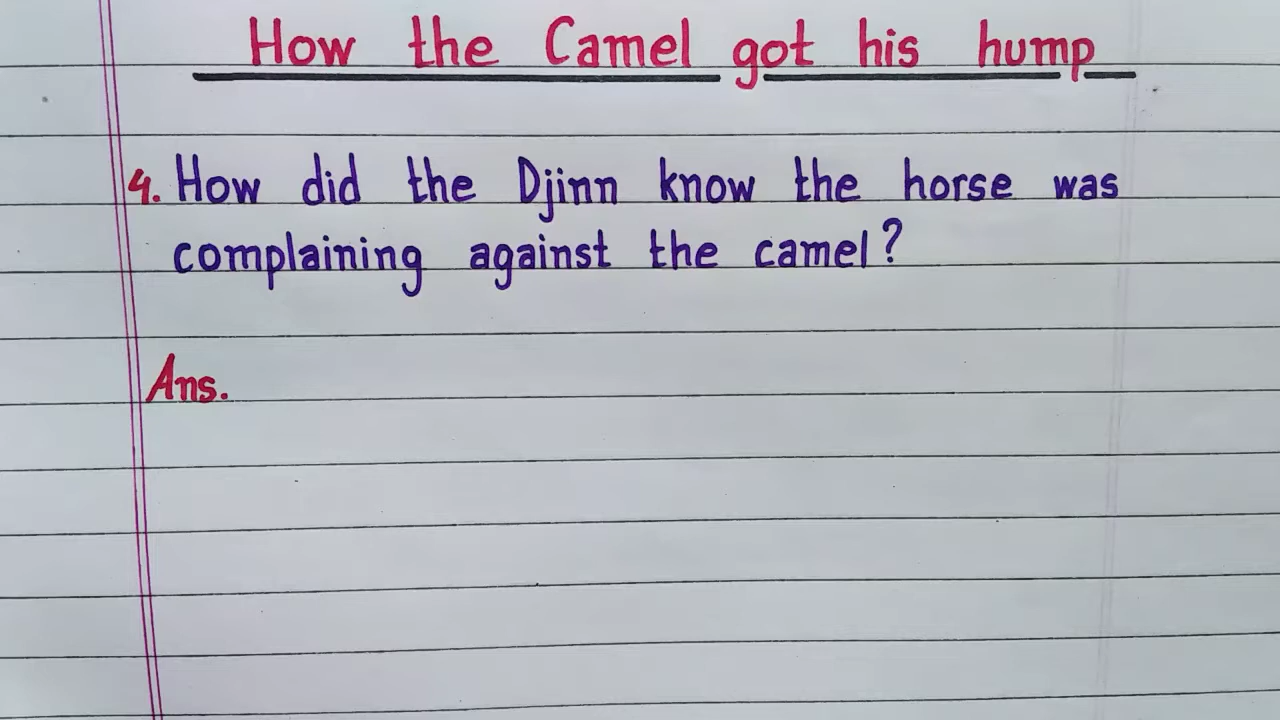 How the Camel got his hump
4. How did the Djinn know the horse was
complaining against the camel?
Ans.